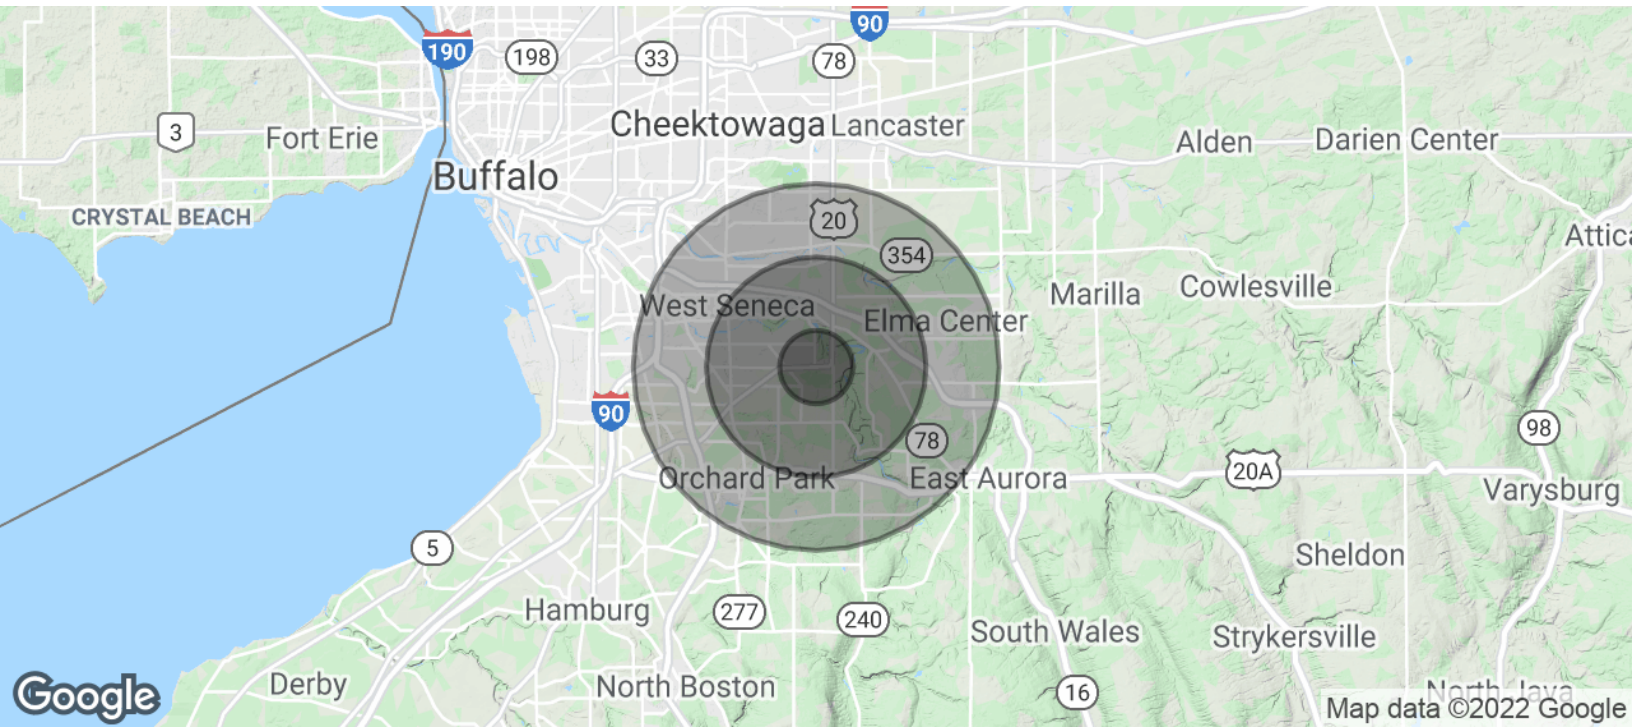 90
190
198
33
78
Cheektowaga
Lancaster
3
Fort Erie
Alden
Darien Center
Buffalo
CRYSTAL BEACH
20
354
Attica
Cowlesville
Marilla
West Seneca
Elma Center
90
98
78
20A
Orchard Park
East Aurora
Varysburg
5
Sheldon
Hamburg
277
240
South Wales
Strykersville
Derby
North Boston
16
North Java
Google
Map data ©2022 Google